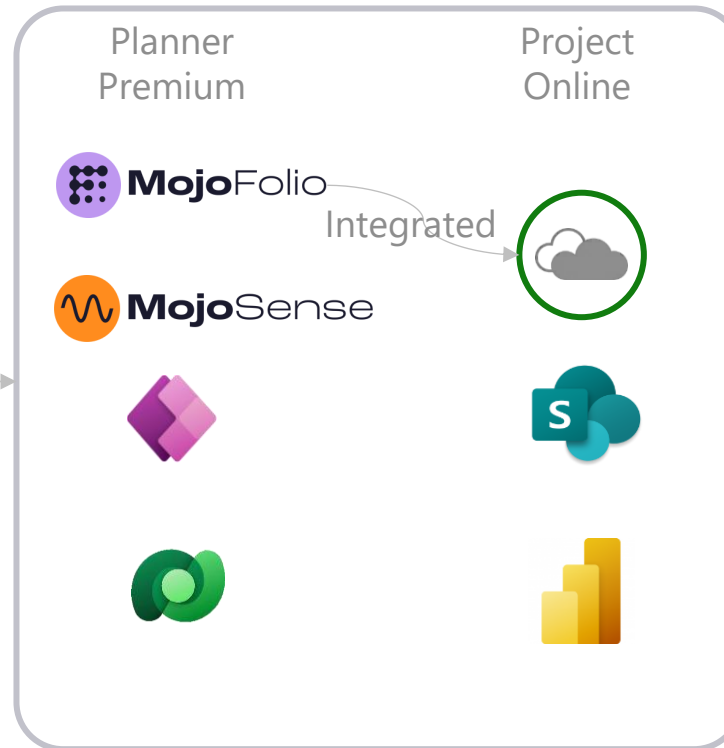 Planner
Premium
Project
Online
MojoFolio
Integrated
MojoSense
S